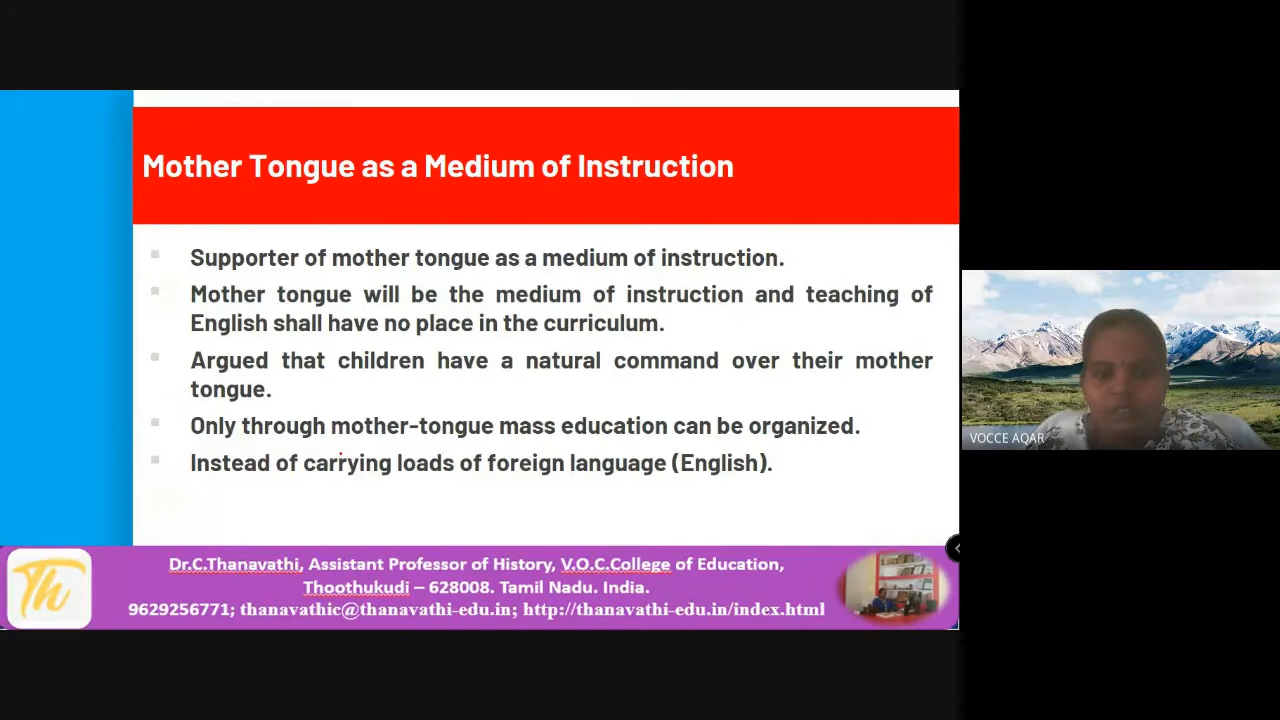 Mother Tongue as a Medium of Instruction
Supporter of mother tongue as a medium of instruction.
Mother tongue will be the medium of instruction and teaching of
English shall have no place in the curriculum.
Argued that children have a natural command over their mother
tongue.
Only through mother-tongue mass education can be organized.
Instead of carrying loads of foreign language (English).
VOCCE AQAR
Th
Dr.C.Thanavathi, Assistant Professor of History, V.O.C.College of Education,
Thoothukudi – 628008. Tamil Nadu. India.
9629256771; thanavathic@thanavathi-edu.in; http://thanavathi-edu.in/index.html